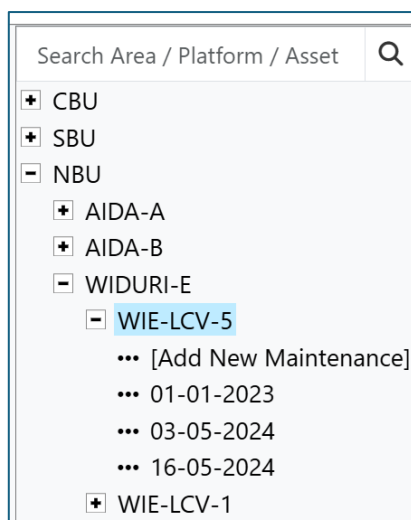 Search Area / Platform / Asset
CBU
SBU
NBU
AIDA-A
AIDA-B
WIDURI-E
WIE-LCV-5
[Add New Maintenance]
01-01-2023
03-05-2024
16-05-2024
WIE-LCV-1